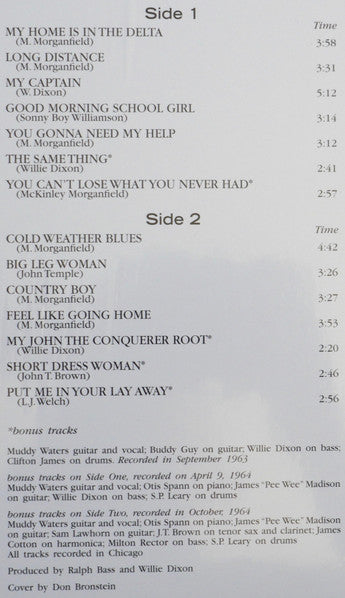 Side 1
Time
MY HOME IS IN THE DELTA
(M. Morganfield) 3:58
LONG DISTANCE
(M. Morganfield) 3:31
MY CAPTAIN
(W. Dixon) 5:12
GOOD MORNING SCHOOL GIRL
(Sonny Boy Williamson) 3:14
YOU GONNA NEED MY HELP
(M. Morganfield) 3:12
THE SAME THING*
(Willie Dixon) 2:41
YOU CAN'T LOSE WHAT YOU NEVER HAD*
(McKinley Morganfield) 2:57
Side 2
Time
COLD WEATHER BLUES
(M. Morganfield) 4:42
BIG LEG WOMAN
(John Temple) 3:26
COUNTRY BOY
(M. Morganfield) 3:27
FEEL LIKE GOING HOME
(M. Morganfield) 3:53
MY JOHN THE CONQUERER ROOT*
(Willie Dixon) 2:20
SHORT DRESS WOMAN*
(John T. Brown) 2:46
PUT ME IN YOUR LAY AWAY*
(L.J. Welch) 2:56
*bonus tracks
Muddy Waters guitar and vocal; Buddy Guy on guitar; Willie Dixon on bass;
Clifton James on drums. Recorded in September 1963
bonus tracks on Side One, recorded on April 9, 1964
Muddy Waters guitar and vocal; Otis Spann on piano; James "Pee Wee" Madison
on guitar; Willie Dixon on bass; S.P. Leary on drums
bonus tracks on Side Two, recorded in October, 1964
Muddy Waters guitar and vocal; Otis Spann on piano; James "Pee Wee" Madison
on guitar; Sam Lawhorn on guitar; J.T. Brown on tenor sax and clarinet; James
Cotton on harmonica; Milton Rector on bass; S.P. Leary on drums
All tracks recorded in Chicago
Produced by Ralph Bass and Willie Dixon
Cover by Don Bronstein